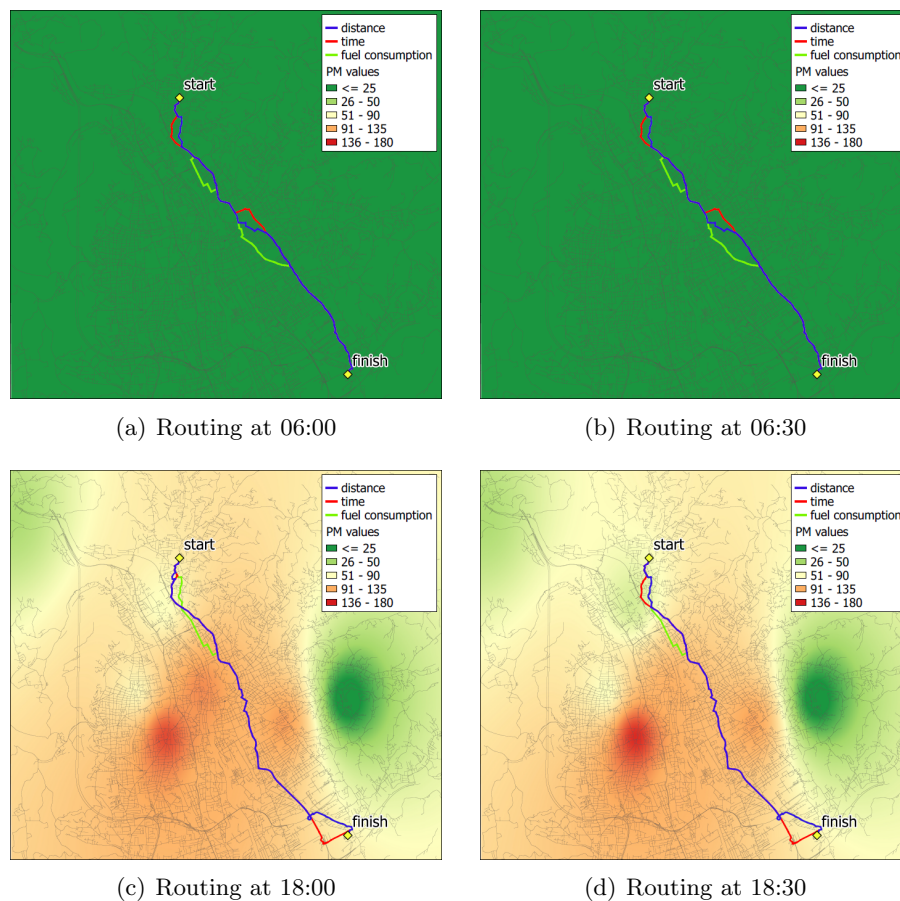 distance
time
fuel consumption
PM values
<= 25
26 - 50
51 - 90
91 - 135
136 - 180
start
finish
(a) Routing at 06:00
distance
time
fuel consumption
PM values
<= 25
26 - 50
51 - 90
91 - 135
136 - 180
start
finish
(b) Routing at 06:30
distance
time
fuel consumption
PM values
<= 25
26 - 50
51 - 90
91 - 135
136 - 180
start
finish
(c) Routing at 18:00
distance
time
fuel consumption
PM values
<= 25
26 - 50
51 - 90
91 - 135
136 - 180
start
finish
(d) Routing at 18:30